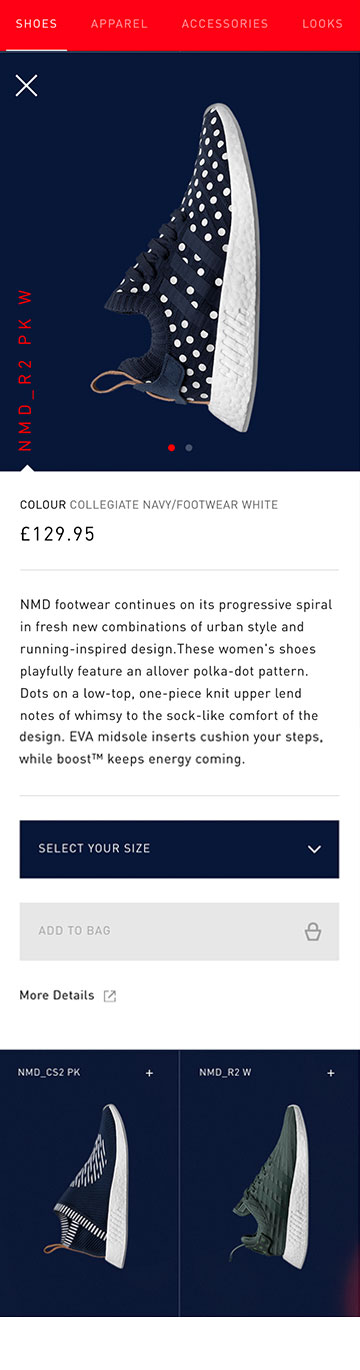 SHOES APPAREL ACCESSORIES LOOKS
NMD_R2 PK W
COLOUR COLLEGIATE NAVY/FOOTWEAR WHITE
£129.95
NMD footwear continues on its progressive spiral
in fresh new combinations of urban style and
running-inspired design.These women's shoes
playfully feature an allover polka-dot pattern.
Dots on a low-top, one-piece knit upper lend
notes of whimsy to the sock-like comfort of the
design. EVA midsole inserts cushion your steps,
while boost™ keeps energy coming.
SELECT YOUR SIZE
ADD TO BAG
More Details
NMD_CS2 PK + NMD_R2 W +